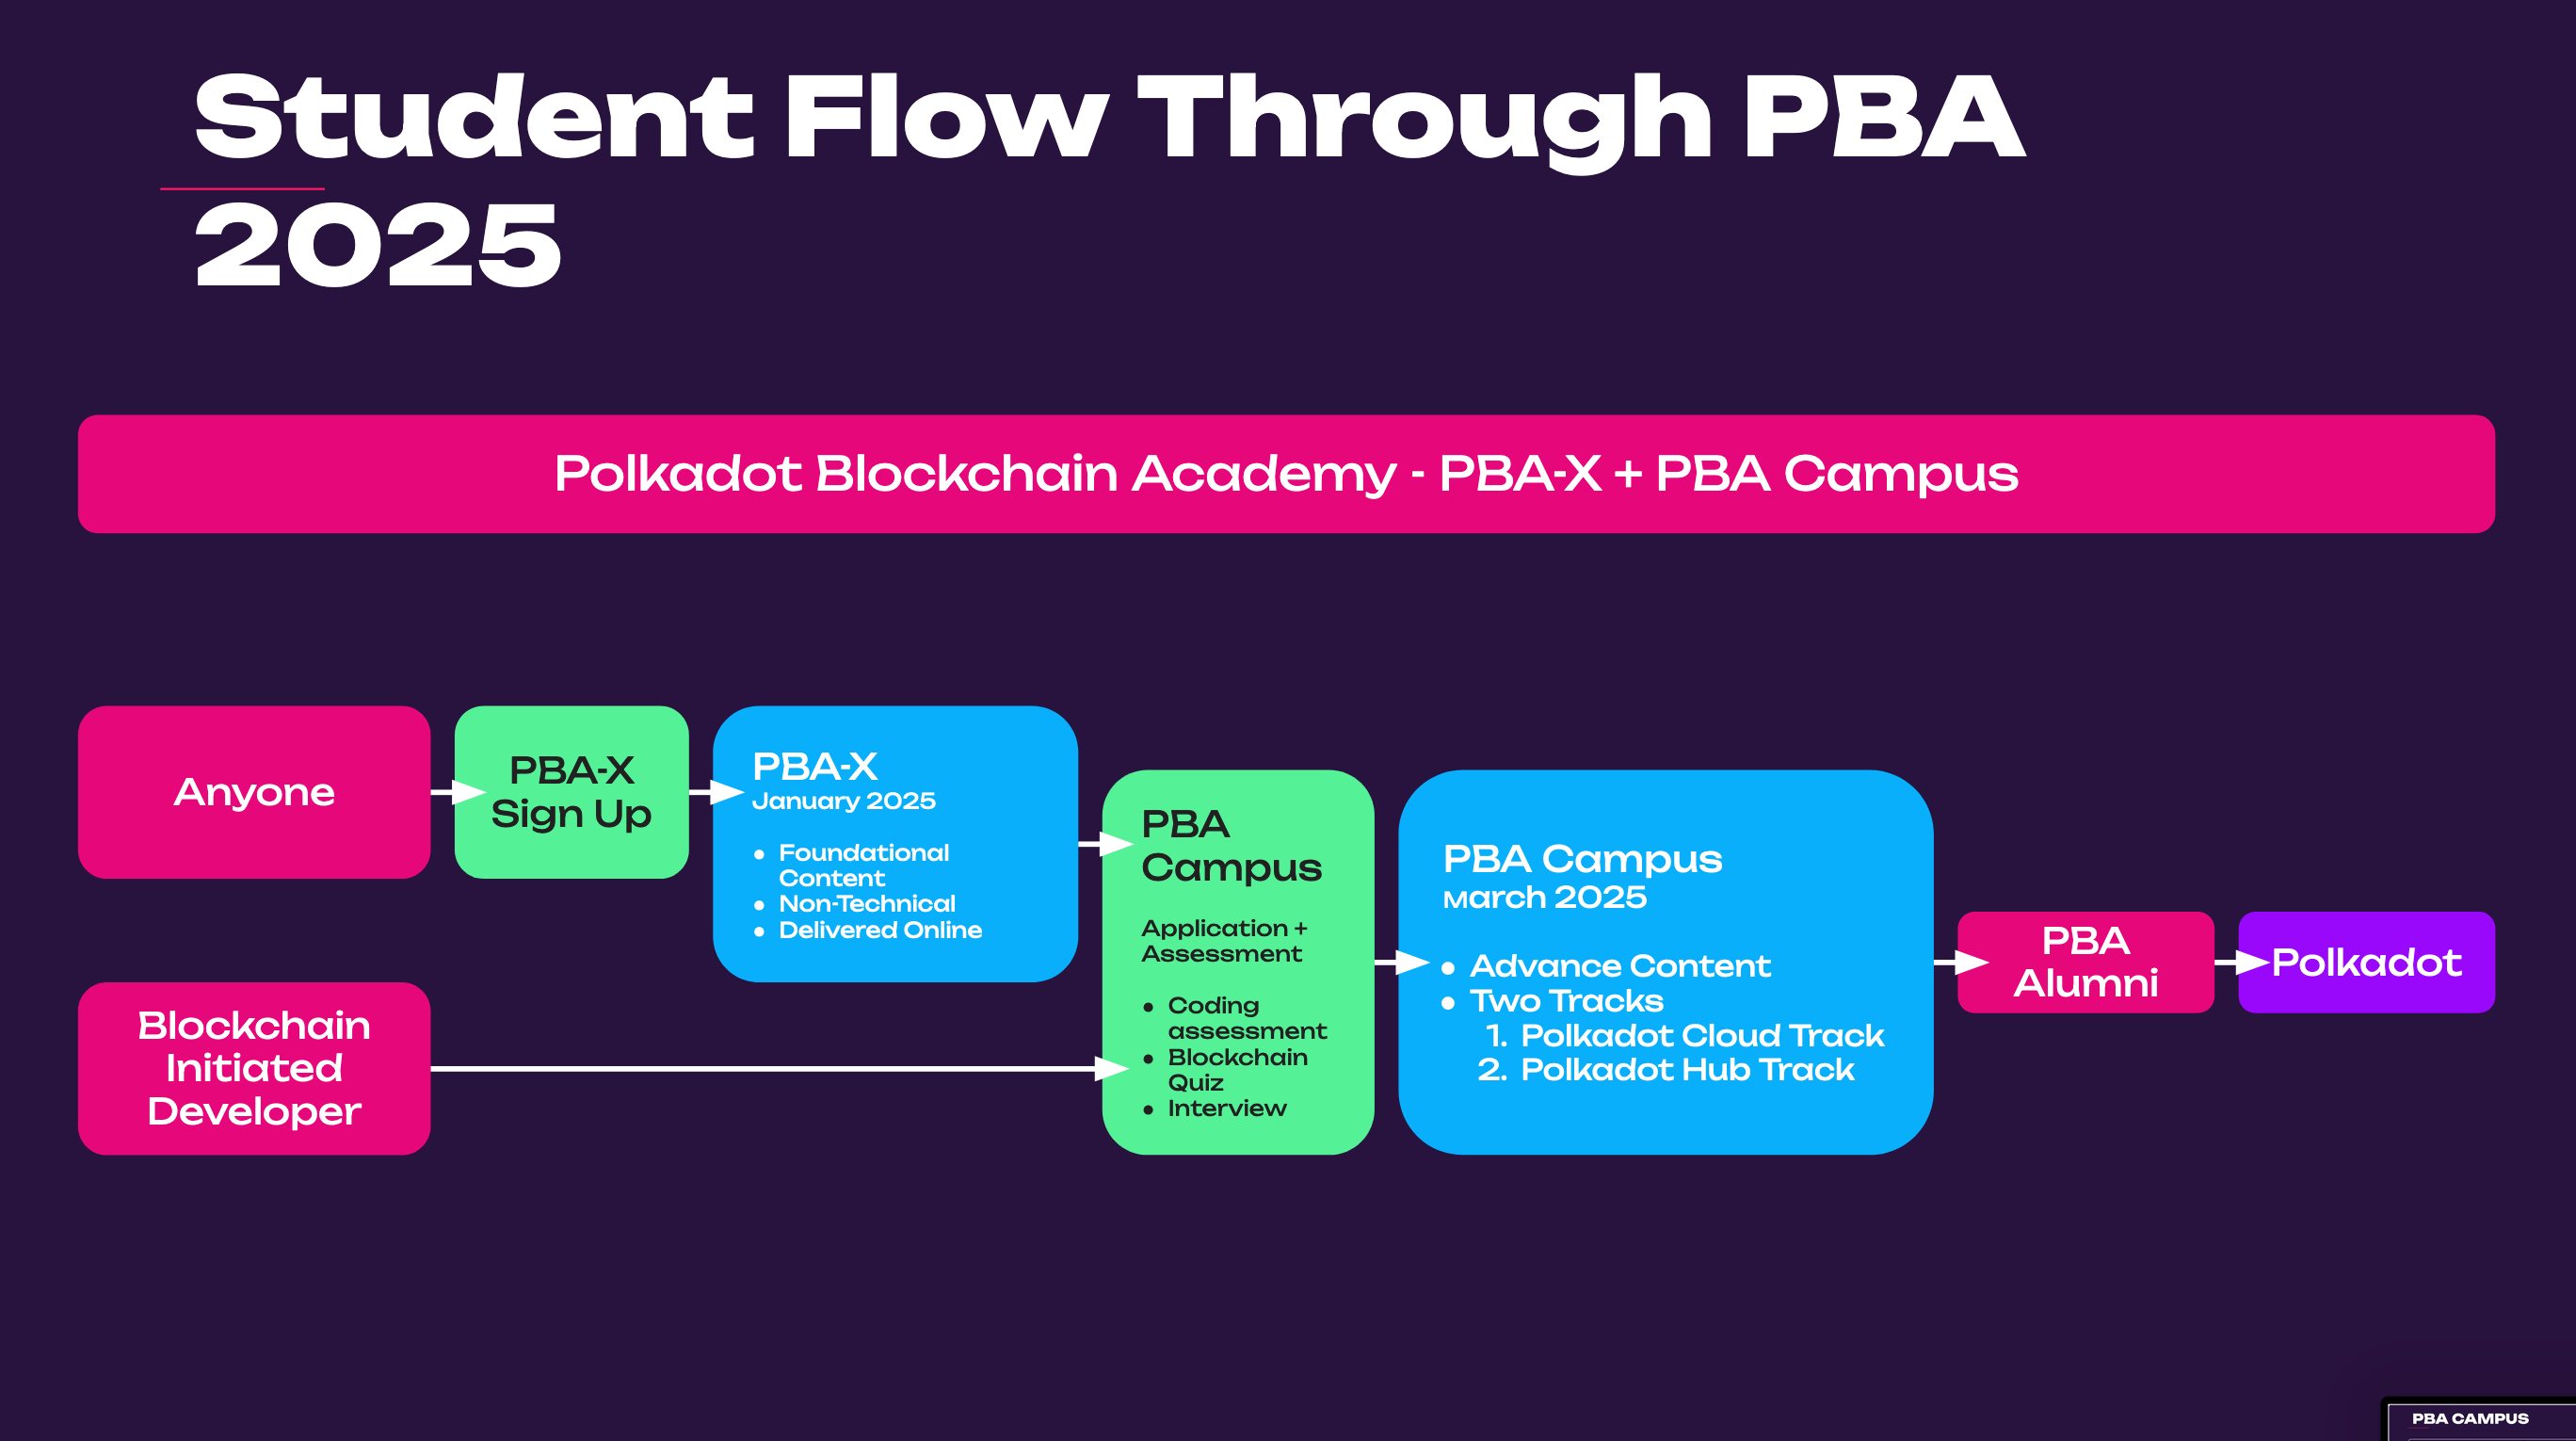 Student Flow Through PBA
2025
Polkadot Blockchain Academy - PBA-X + PBA Campus
Anyone
PBA-X
Sign Up
PBA-X
January 2025
● Foundational
Content
● Non-Technical
● Delivered Online
Blockchain
Initiated
Developer
PBA
Campus
Application +
Assessment
● Coding
assessment
● Blockchain
Quiz
● Interview
PBA Campus
March 2025
● Advance Content
● Two Tracks
1. Polkadot Cloud Track
2. Polkadot Hub Track
PBA
Alumni
Polkadot
PBA CAMPUS